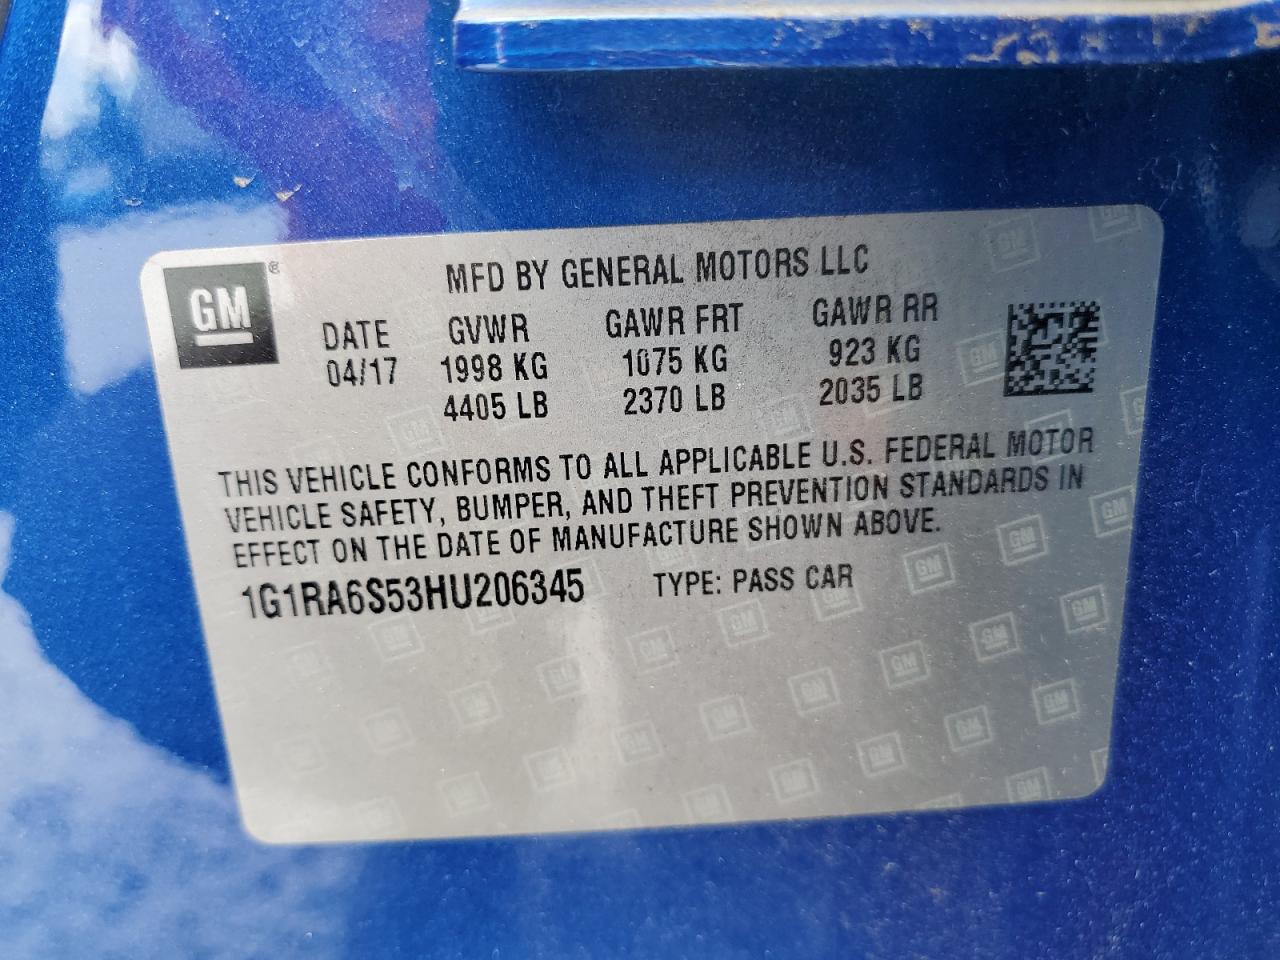 GM®
MFD BY GENERAL MOTORS LLC
DATE GVWR GAWR FRT GAWR RR
04/17 1998 KG 1075 KG 923 KG
4405 LB 2370 LB 2035 LB
THIS VEHICLE CONFORMS TO ALL APPLICABLE U.S. FEDERAL MOTOR
VEHICLE SAFETY, BUMPER, AND THEFT PREVENTION STANDARDS IN
EFFECT ON THE DATE OF MANUFACTURE SHOWN ABOVE.
1G1RA6S53HU206345 TYPE: PASS CAR